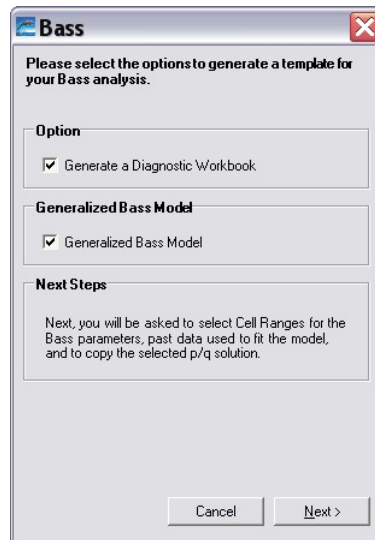 Bass
Please select the options to generate a template for
your Bass analysis.
Option
Generate a Diagnostic Workbook
Generalized Bass Model
Generalized Bass Model
Next Steps
Next, you will be asked to select Cell Ranges for the
Bass parameters, past data used to fit the model,
and to copy the selected p/q solution.
Cancel
Next >